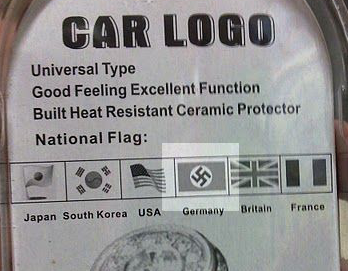 CAR LOGO
Universal Type
Good Feeling Excellent Function
Built Heat Resistant Ceramic Protector
National Flag:
Japan South Korea USA Germany Britain France